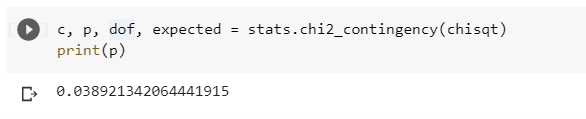 c, p, dof, expected = stats.chi2_contingency(chisqt)
print(p)
0.038921342064441915